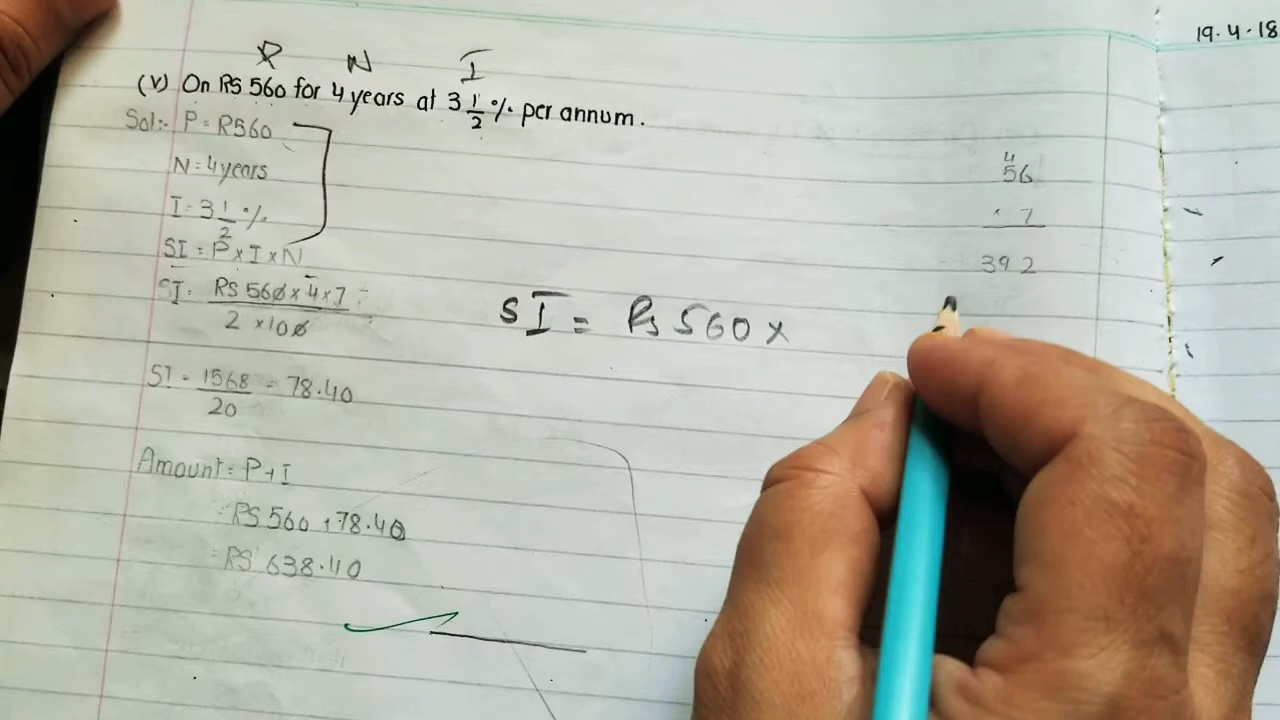 19.4.18
P N I
(v) On Rs 560 for 4 years at 3 1/2 % per annum.
Sol:- P = R560
N = 4 years
I = 3 1/2 %
SI = P x I x N
SI = Rs 560 x 4 x 7 =
2 x 100
SI = Rs 560 x
SI = 1568 = 78.40
20
Amount = P + I
= RS 560 + 78.40
= RS 638.40
4
56
7
392